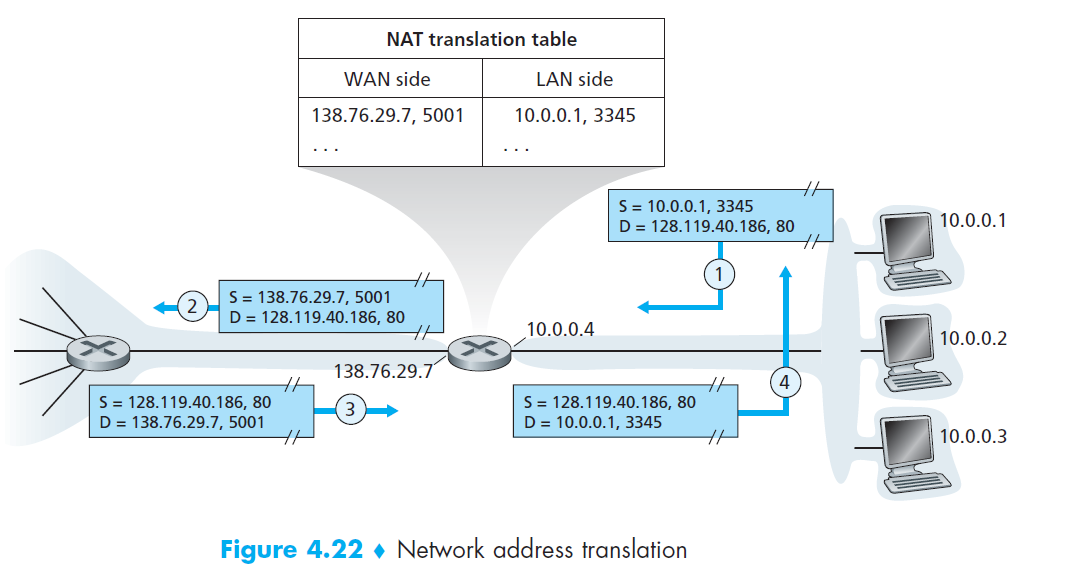 NAT translation table
WAN side
LAN side
138.76.29.7, 5001
10.0.0.1, 3345
. . .
. . .
S = 10.0.0.1, 3345
D = 128.119.40.186, 80
10.0.0.1
1
2
S = 138.76.29.7, 5001
D = 128.119.40.186, 80
10.0.0.4
10.0.0.2
138.76.29.7
4
S = 128.119.40.186, 80
D = 138.76.29.7, 5001
3
S = 128.119.40.186, 80
D = 10.0.0.1, 3345
10.0.0.3
Figure 4.22 ♦ Network address translation